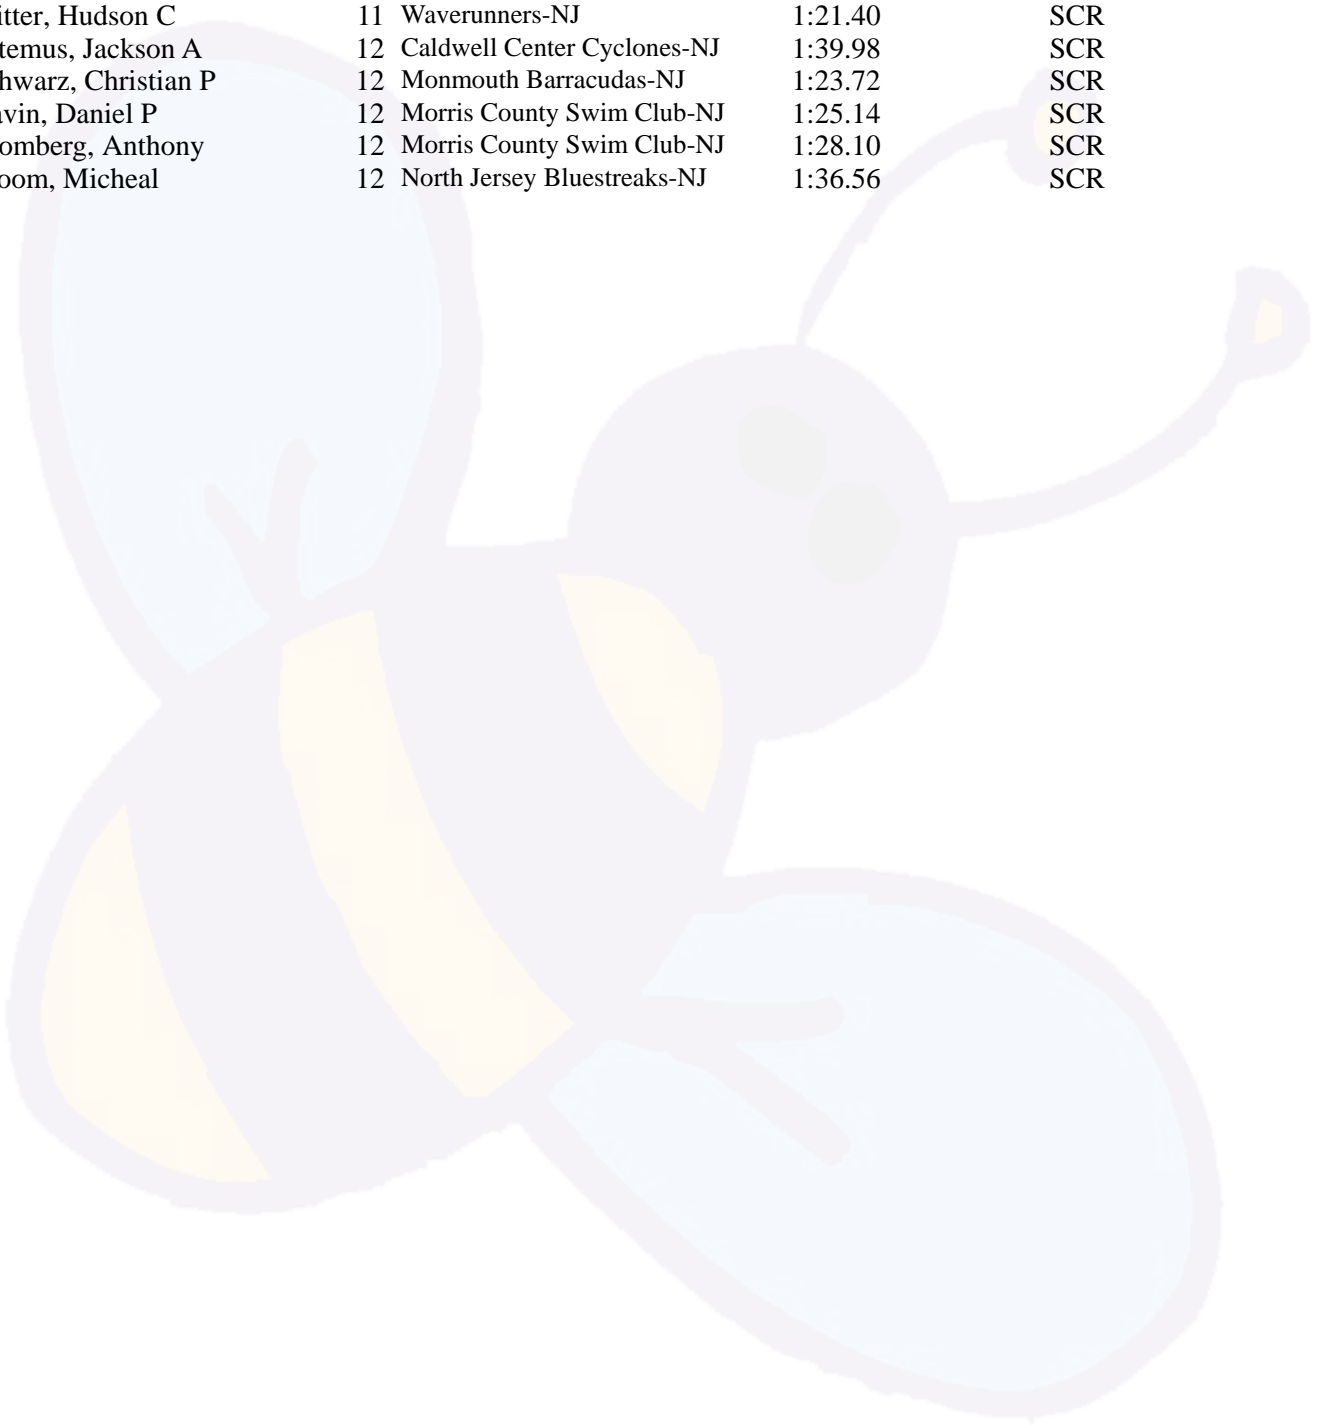 itter, Hudson C 11 Waverunners-NJ 1:21.40 SCR
temus, Jackson A 12 Caldwell Center Cyclones-NJ 1:39.98 SCR
hwarz, Christian P 12 Monmouth Barracudas-NJ 1:23.72 SCR
avin, Daniel P 12 Morris County Swim Club-NJ 1:25.14 SCR
omberg, Anthony 12 Morris County Swim Club-NJ 1:28.10 SCR
oom, Micheal 12 North Jersey Bluestreaks-NJ 1:36.56 SCR